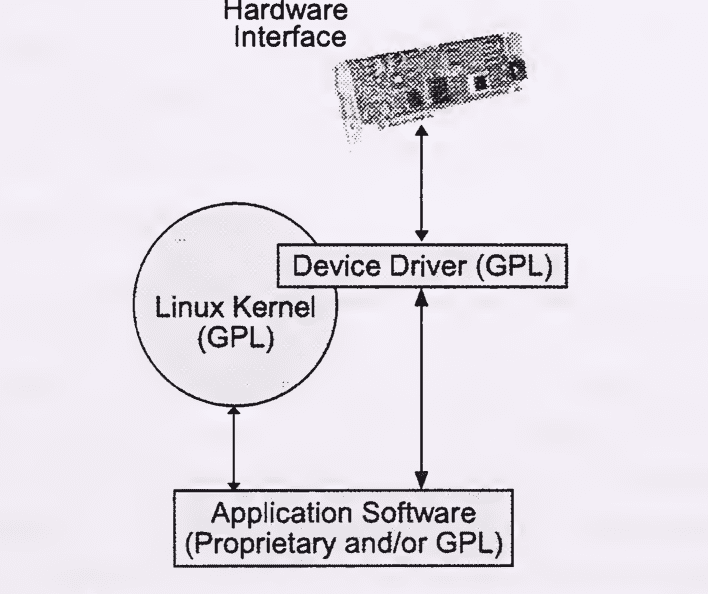 Hardware
Interface
Device Driver (GPL)
Linux Kernel
(GPL)
Application Software
(Proprietary and/or GPL)